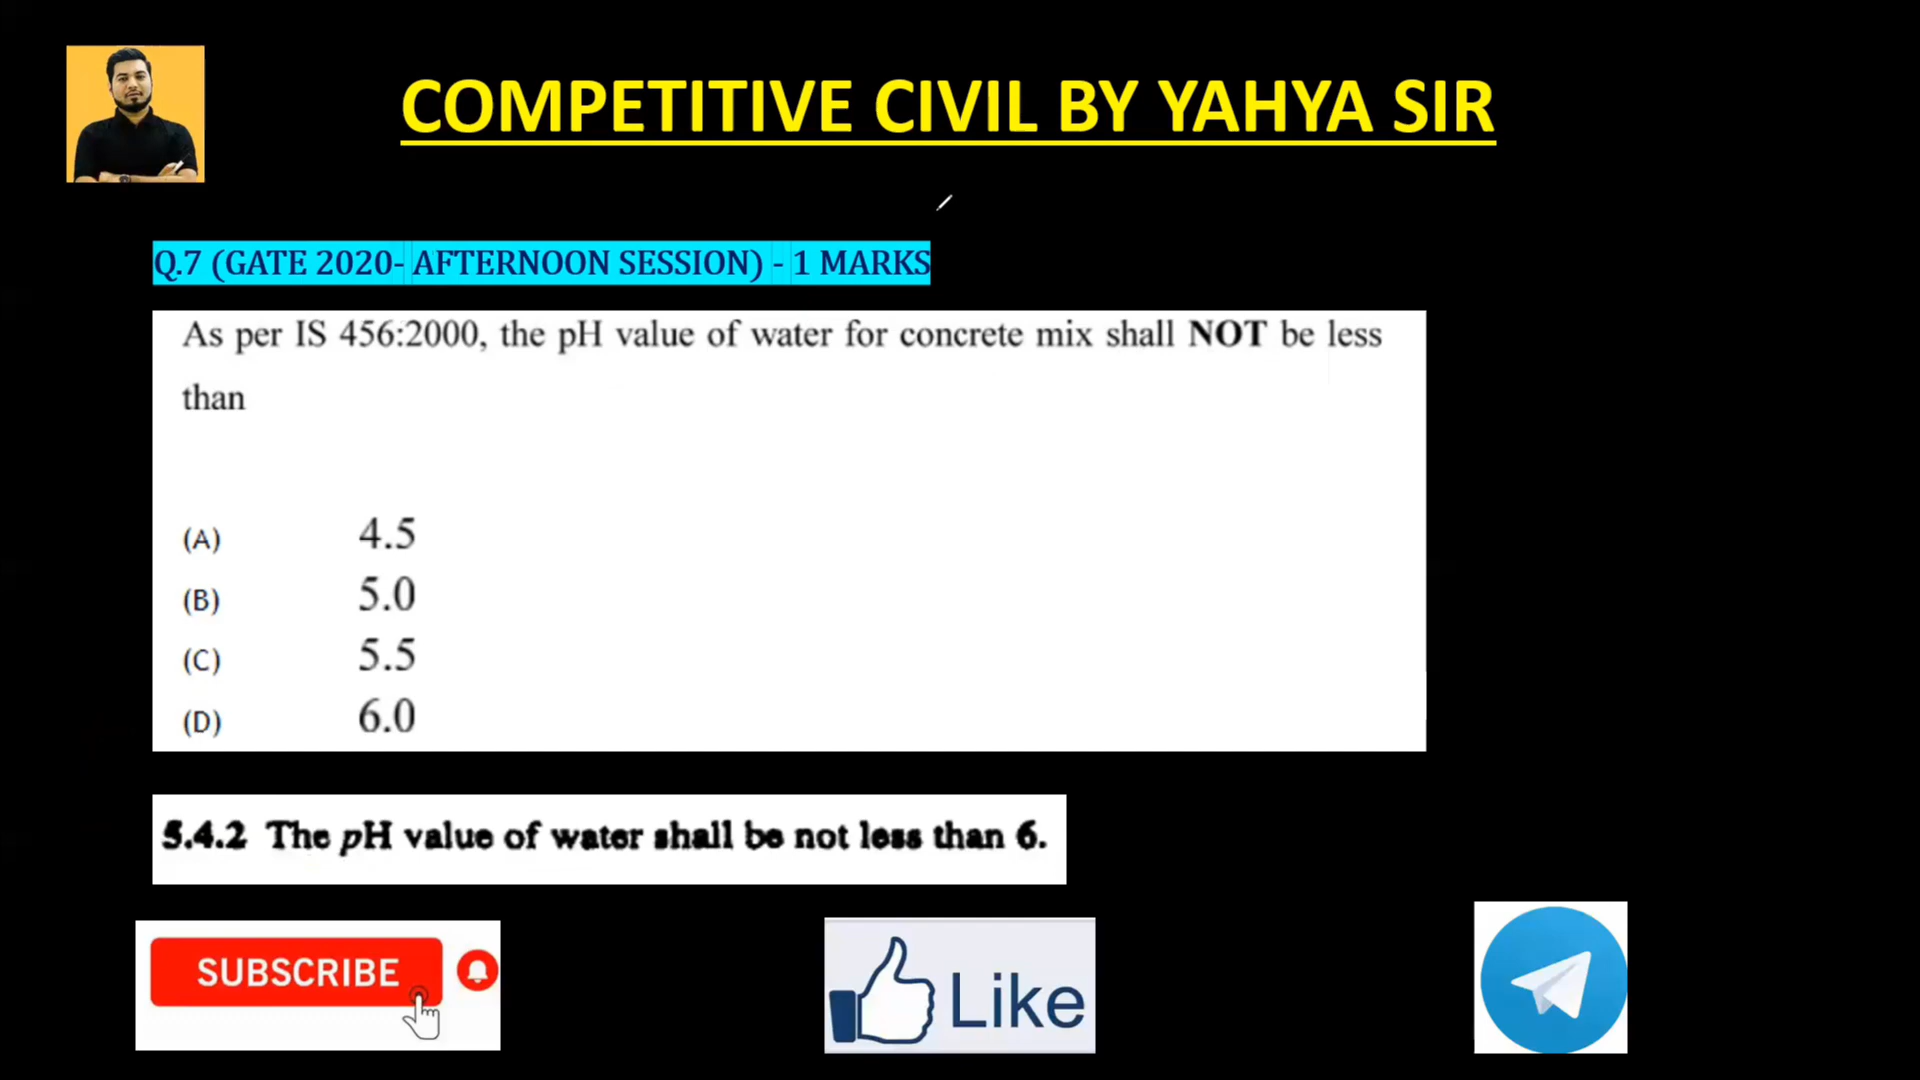 COMPETITIVE CIVIL BY YAHYA SIR
Q.7 (GATE 2020- AFTERNOON SESSION) - 1 MARKS
As per IS 456:2000, the pH value of water for concrete mix shall NOT be less
than
(A) 4.5
(B) 5.0
(C) 5.5
(D) 6.0
5.4.2 The pH value of water shall be not less than 6.
SUBSCRIBE
Like